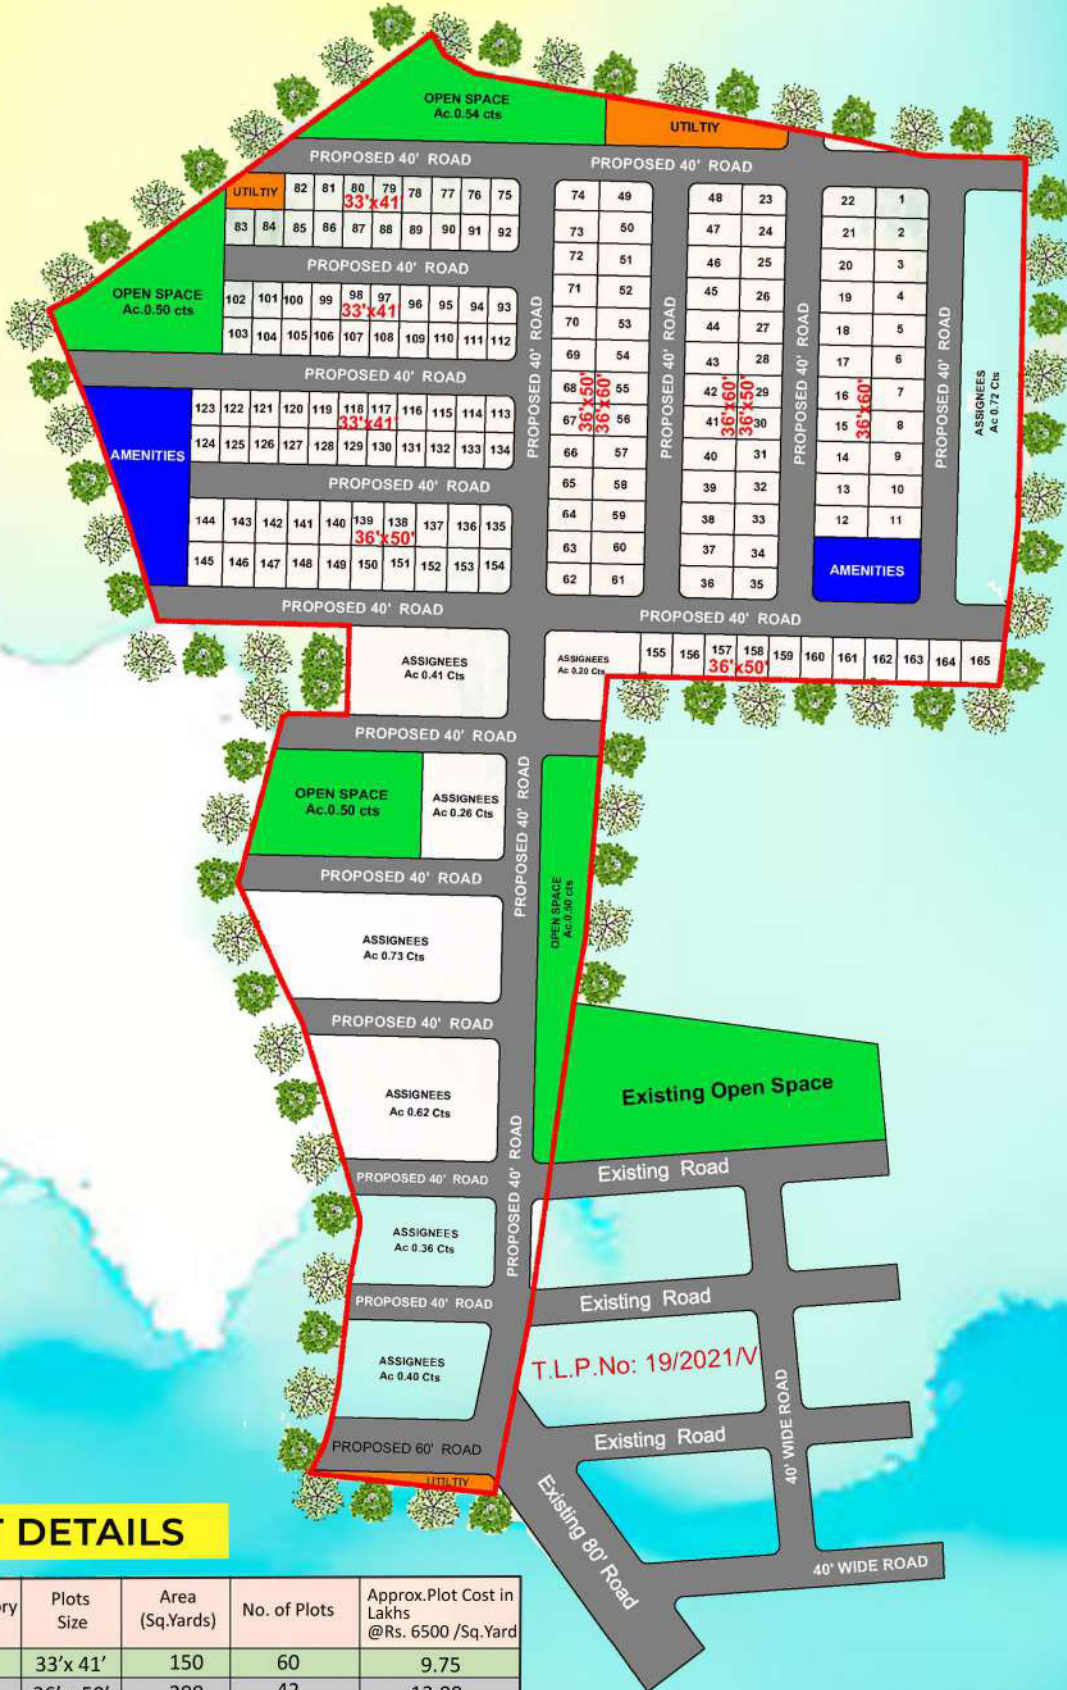 OPEN SPACE
Ac.0.54 cts
UTILTIY
PROPOSED 40' ROAD
PROPOSED 40' ROAD
UTILTIY
82 81 80 79 78 77 76 75
33'x41'
83 84 85 86 87 88 89 90 91 92
PROPOSED 40' ROAD
OPEN SPACE
Ac.0.50 cts
102 101 100 99 98 97 96 95 94 93
33'x41'
103 104 105 106 107 108 109 110 111 112
PROPOSED 40' ROAD
AMENITIES
123 122 121 120 119 118 117 116 115 114 113
33'x41'
124 125 126 127 128 129 130 131 132 133 134
PROPOSED 40' ROAD
144 143 142 141 140 139 138 137 136 135
36'x50'
145 146 147 148 149 150 151 152 153 154
PROPOSED 40' ROAD
PROPOSED 40' ROAD
74 49
73 50
72 51
71 52
70 53
69 54
68 55
67 56
66 57
65 58
64 59
63 60
62 61
36'x50'
36'x60'
PROPOSED 40' ROAD
48 23
47 24
46 25
45 26
44 27
43 28
42 29
41 30
40 31
39 32
38 33
37 34
36 35
36'x60'
36'x50'
PROPOSED 40' ROAD
22 1
21 2
20 3
19 4
18 5
17 6
16 7
15 8
14 9
13 10
12 11
36'x60'
AMENITIES
PROPOSED 40' ROAD
ASSIGNEES
Ac 0.72 Cts
PROPOSED 40' ROAD
ASSIGNEES
Ac 0.41 Cts
ASSIGNEES
Ac 0.20 Cts
155 156 157 158 159 160 161 162 163 164 165
36'x50'
PROPOSED 40' ROAD
OPEN SPACE
Ac.0.50 cts
ASSIGNEES
Ac 0.26 Cts
PROPOSED 40' ROAD
OPEN SPACE
Ac.0.50 cts
PROPOSED 40' ROAD
ASSIGNEES
Ac 0.73 Cts
PROPOSED 40' ROAD
ASSIGNEES
Ac 0.62 Cts
Existing Open Space
PROPOSED 40' ROAD
PROPOSED 40' ROAD
Existing Road
ASSIGNEES
Ac 0.36 Cts
PROPOSED 40' ROAD
Existing Road
ASSIGNEES
Ac 0.40 Cts
T.L.P.No: 19/2021/V
40' WIDE ROAD
Existing Road
PROPOSED 60' ROAD
UTILTIY
Existing 80' Road
40' WIDE ROAD
DETAILS
Plots Size Area (Sq.Yards) No. of Plots Approx.Plot Cost in Lakhs @Rs. 6500 /Sq.Yard
33'x 41' 150 60 9.75